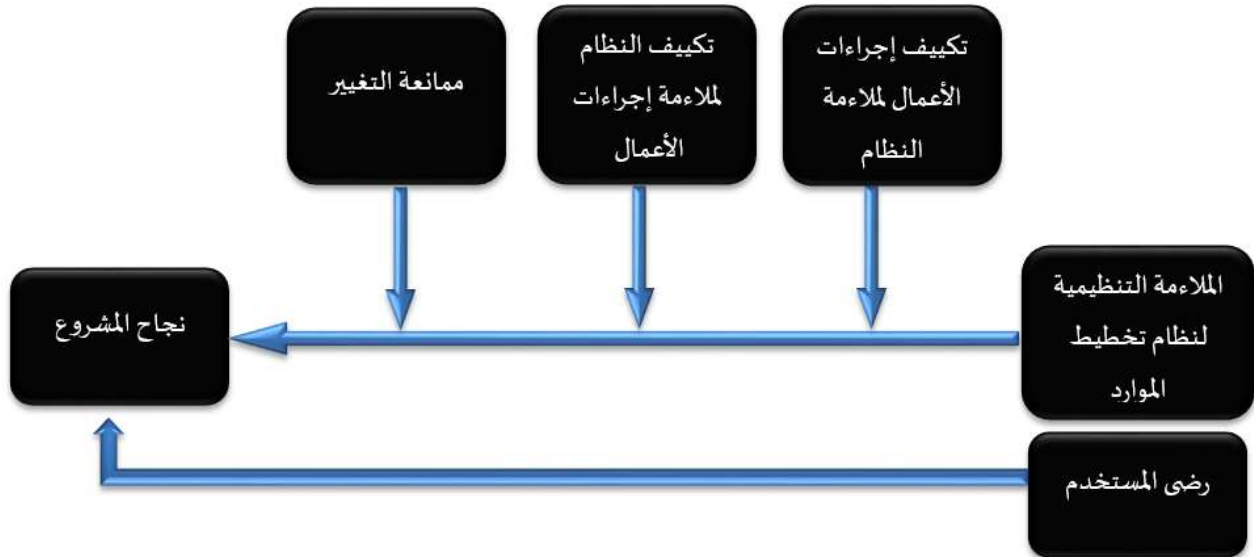 تكييف إجراءات
الأعمال لملاءمة
النظام
تكييف النظام
لملاءمة إجراءات
الأعمال
ممانعة التغيير
الملاءمة التنظيمية
لنظام تخطيط
الموارد
نجاح المشروع
رضى المستخدم